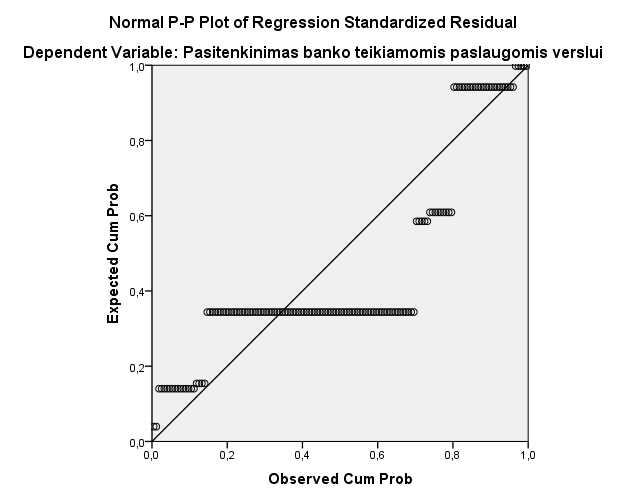 Normal P-P Plot of Regression Standardized Residual
Dependent Variable: Pasitenkinimas banko teikiamomis paslaugomis verslui
1,0
0,8
0,6
0,4
0,2
0,0
Expected Cum Prob
0,0 0,2 0,4 0,6 0,8 1,0
Observed Cum Prob